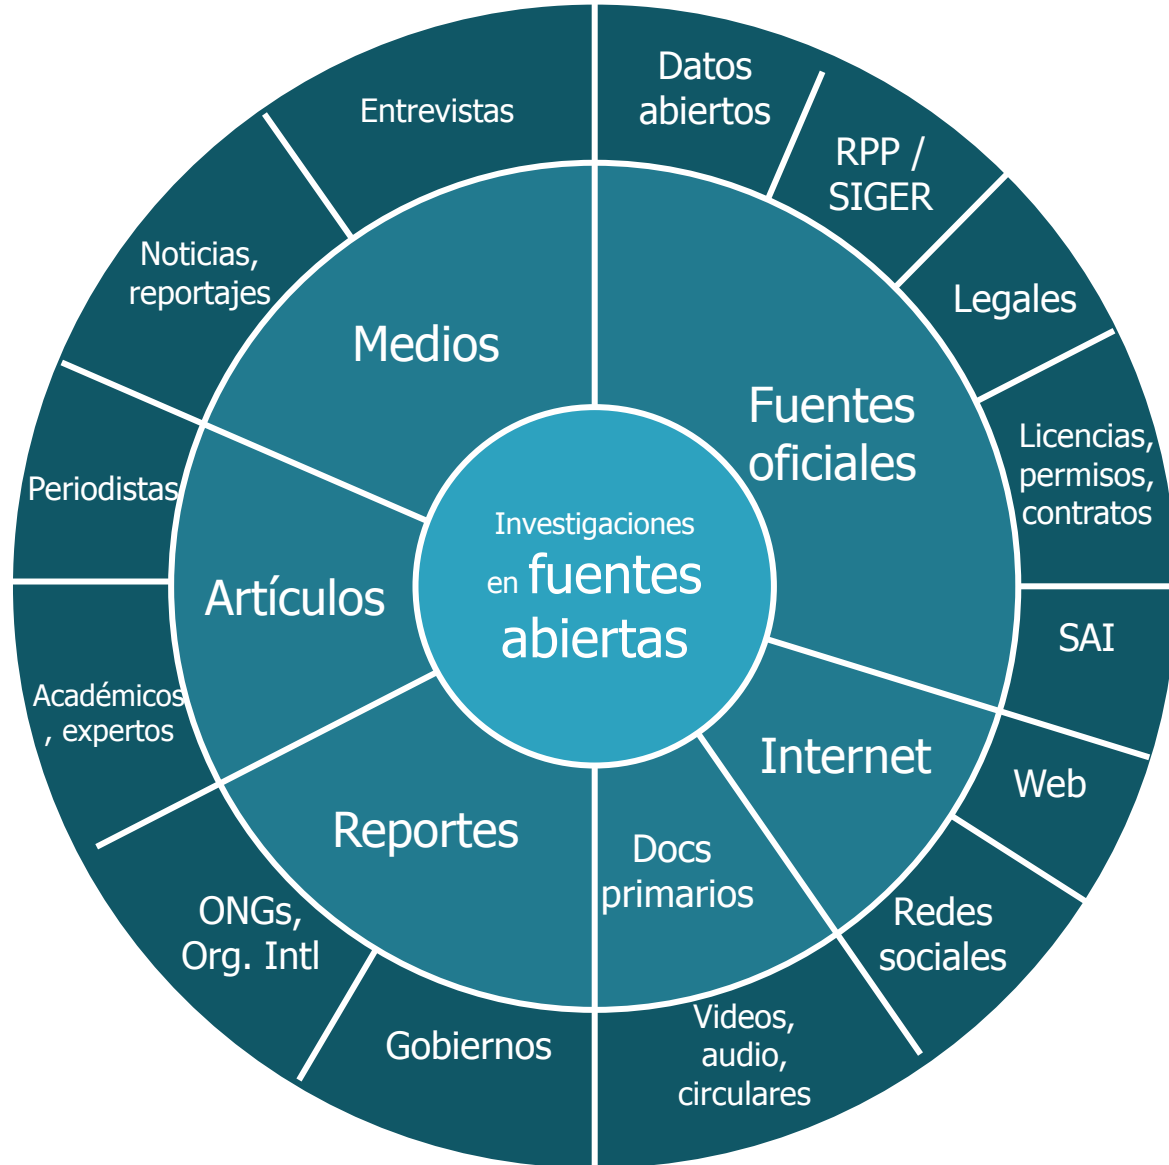 Investigaciones
en fuentes
abiertas
Fuentes
oficiales
Datos
abiertos
RPP /
SIGER
Legales
Licencias,
permisos,
contratos
SAI
Internet
Web
Redes
sociales
Docs
primarios
Videos,
audio,
circulares
Reportes
Gobiernos
ONGs,
Org. Intl
Artículos
Académicos
, expertos
Periodistas
Medios
Noticias,
reportajes
Entrevistas